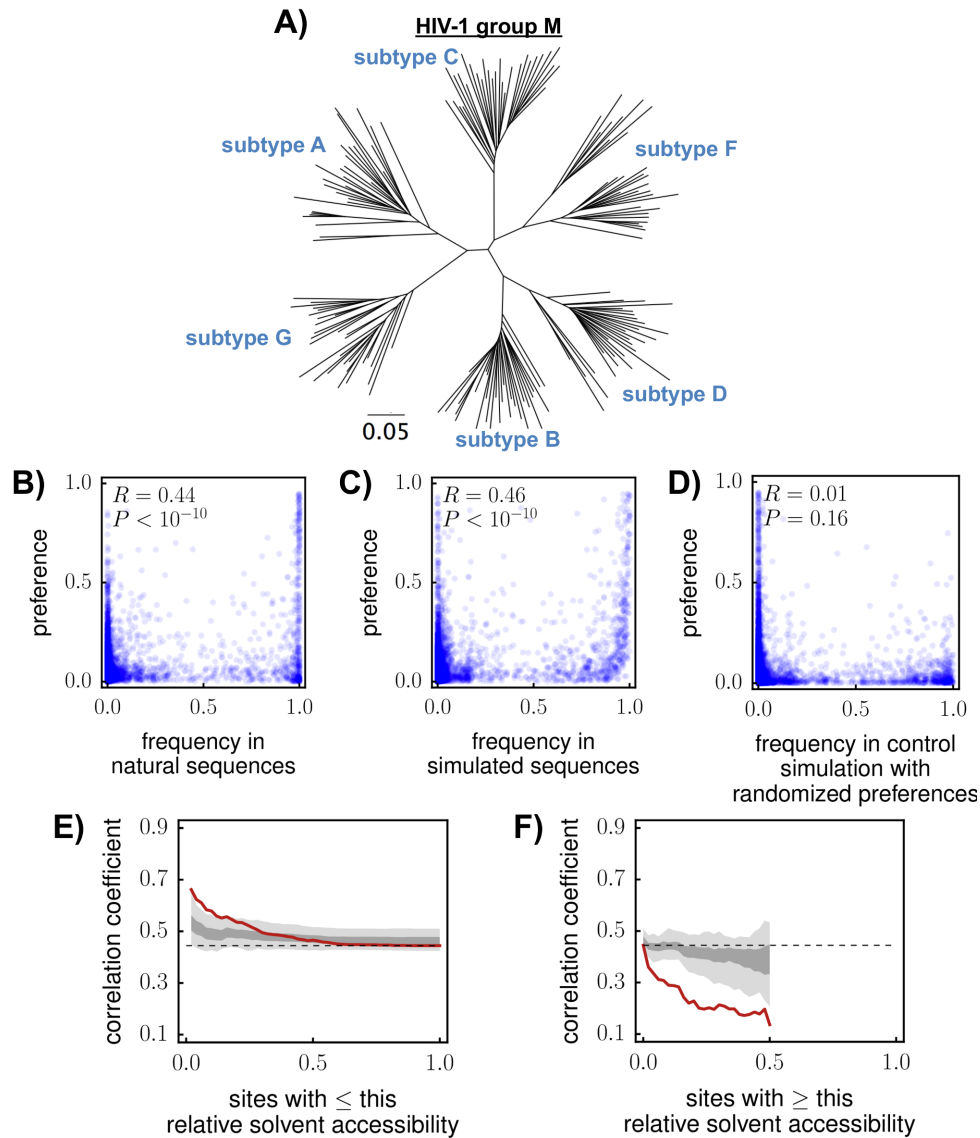 A)
HIV-1 group M
subtype C
subtype A
subtype F
subtype G
subtype D
0.05
subtype B
B)
1.0
0.5
0.0
preference
R = 0.44
P < 10⁻¹⁰
0.0
0.5
1.0
frequency in
natural sequences
C)
1.0
0.5
0.0
preference
R = 0.46
P < 10⁻¹⁰
0.0
0.5
1.0
frequency in
simulated sequences
D)
1.0
0.5
0.0
preference
R = 0.01
P = 0.16
0.0
0.5
1.0
frequency in control
simulation with
randomized preferences
E)
0.9
0.7
0.5
0.3
0.1
correlation coefficient
0.0
0.5
1.0
sites with ≤ this
relative solvent accessibility
F)
0.9
0.7
0.5
0.3
0.1
correlation coefficient
0.0
0.5
1.0
sites with ≥ this
relative solvent accessibility